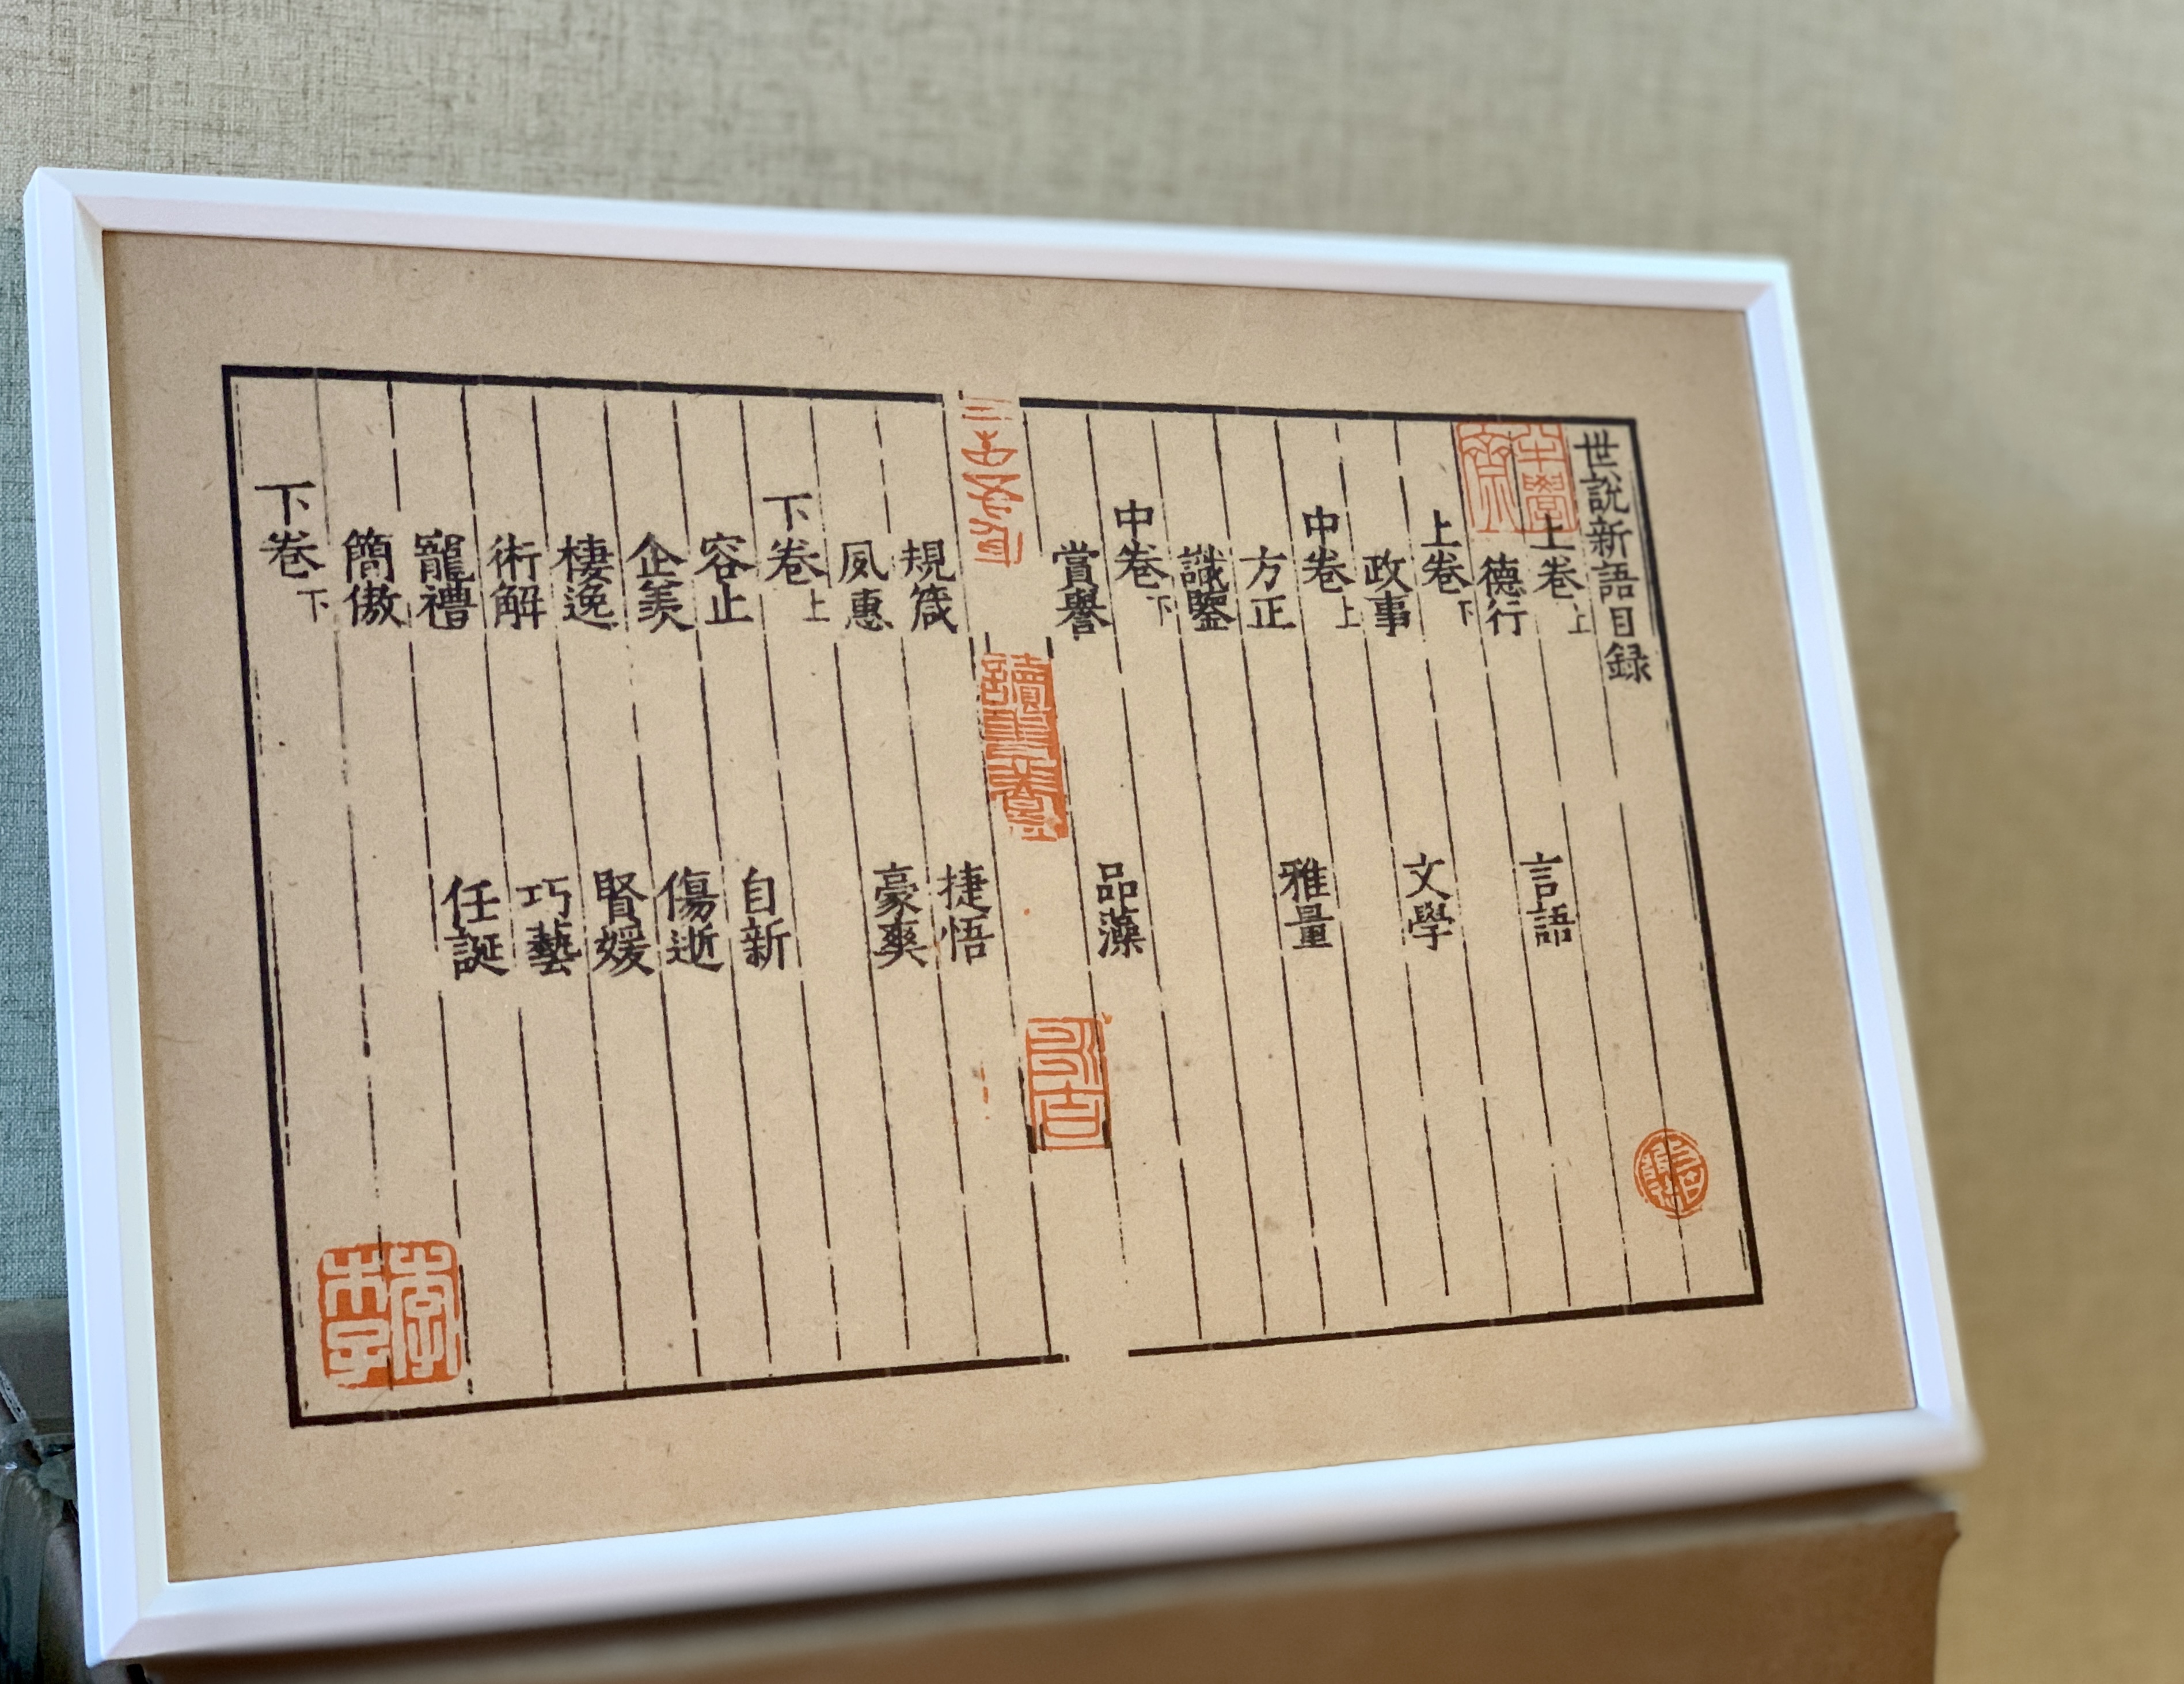 世說新語目録
上卷上
德行 言語
上卷下
政事 文學
中卷上
方正 雅量
識鑒
中卷下
賞譽 品藻
規箴 捷悟
夙惠 豪爽
下卷上
容止 自新
企羡 傷逝
棲逸 賢媛
術解 巧藝
寵禮 任誕
簡傲
下卷下
永吉